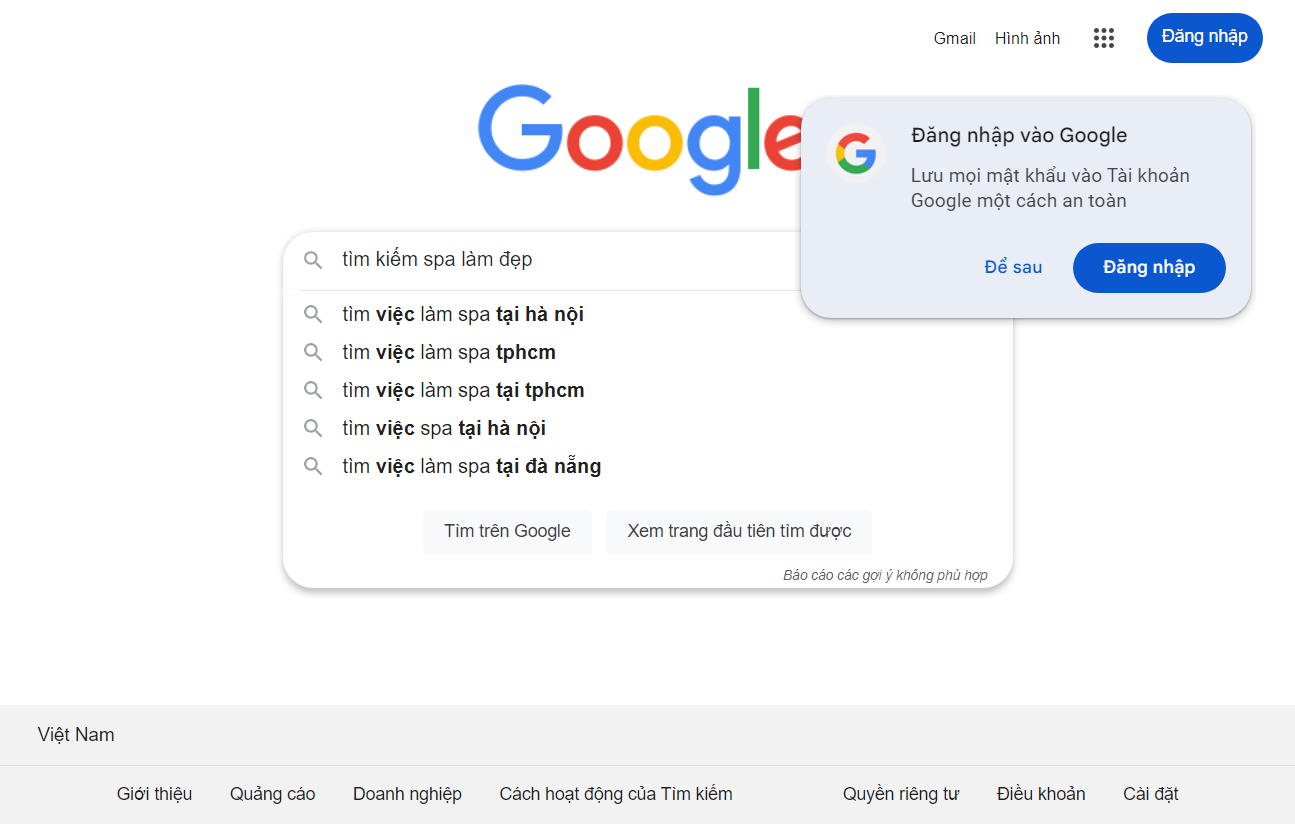 Gmail Hình ảnh Đăng nhập
Google
Đăng nhập vào Google
Lưu mọi mật khẩu vào Tài khoản
Google một cách an toàn
Để sau Đăng nhập
tìm kiếm spa làm đẹp
tìm việc làm spa tại hà nội
tìm việc làm spa tphcm
tìm việc làm spa tại tphcm
tìm việc spa tại hà nội
tìm việc làm spa tại đà nẵng
Tìm trên Google Xem trang đầu tiên tìm được
Báo cáo các gợi ý không phù hợp
Việt Nam
Giới thiệu Quảng cáo Doanh nghiệp Cách hoạt động của Tìm kiếm Quyền riêng tư Điều khoản Cài đặt